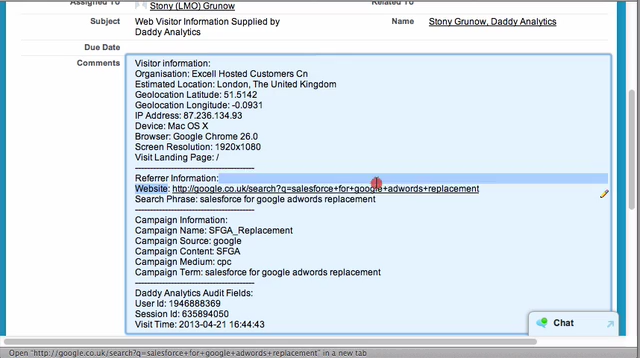 Assigned To Stony (LMO) Grunow Related To
Subject Web Visitor Information Supplied by Daddy Analytics Name Stony Grunow, Daddy Analytics
Due Date
Comments
Visitor information:
Organisation: Excell Hosted Customers Cn
Estimated Location: London, The United Kingdom
Geolocation Latitude: 51.5142
Geolocation Longitude: -0.0931
IP Address: 87.236.134.93
Device: Mac OS X
Browser: Google Chrome 26.0
Screen Resolution: 1920x1080
Visit Landing Page: /
------------------------------
Referrer Information:
Website: http://google.co.uk/search?q=salesforce+for+google+adwords+replacement
Search Phrase: salesforce for google adwords replacement
------------------------------
Campaign Information:
Campaign Name: SFGA_Replacement
Campaign Source: google
Campaign Content: SFGA
Campaign Medium: cpc
Campaign Term: salesforce for google adwords replacement
------------------------------
Daddy Analytics Audit Fields:
User Id: 1946888369
Session Id: 635894050
Visit Time: 2013-04-21 16:44:43
Chat
Open "http://google.co.uk/search?q=salesforce+for+google+adwords+replacement" in a new tab